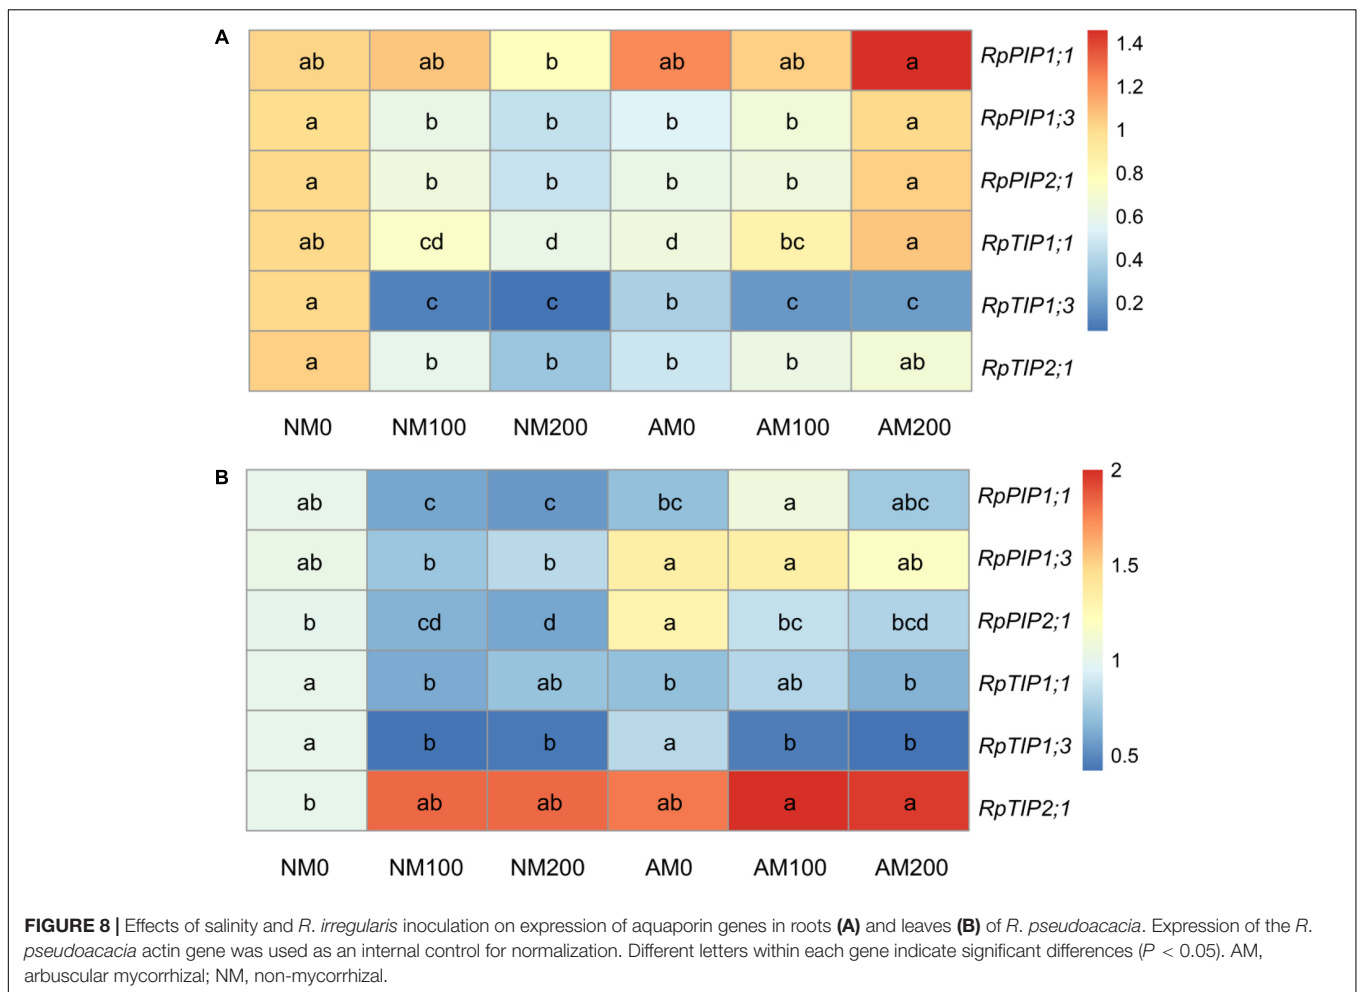 A
ab ab b ab ab a RpPIP1;1
a b b b b a RpPIP1;3
a b b b b a RpPIP2;1
ab cd d d bc a RpTIP1;1
a c c b c c RpTIP1;3
a b b b b ab RpTIP2;1
NM0 NM100 NM200 AM0 AM100 AM200
1.4
1.2
1
0.8
0.6
0.4
0.2
B
ab c c bc a abc RpPIP1;1
ab b b a a ab RpPIP1;3
b cd d a bc bcd RpPIP2;1
a b ab b ab b RpTIP1;1
a b b a b b RpTIP1;3
b ab ab ab a a RpTIP2;1
NM0 NM100 NM200 AM0 AM100 AM200
2
1.5
1
0.5
FIGURE 8 | Effects of salinity and R. irregularis inoculation on expression of aquaporin genes in roots (A) and leaves (B) of R. pseudoacacia. Expression of the R.
pseudoacacia actin gene was used as an internal control for normalization. Different letters within each gene indicate significant differences (P < 0.05). AM,
arbuscular mycorrhizal; NM, non-mycorrhizal.